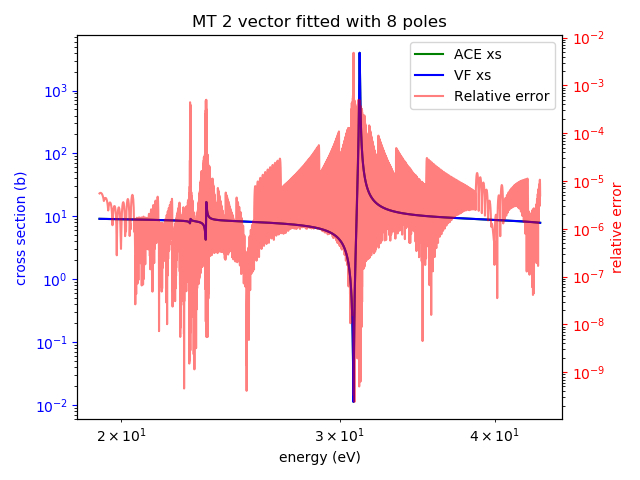 MT 2 vector fitted with 8 poles
ACE xs
VF xs
Relative error
cross section (b)
10³
10²
10¹
10⁰
10⁻¹
10⁻²
relative error
10⁻²
10⁻³
10⁻⁴
10⁻⁵
10⁻⁶
10⁻⁷
10⁻⁸
10⁻⁹
2 × 10¹
3 × 10¹
4 × 10¹
energy (eV)